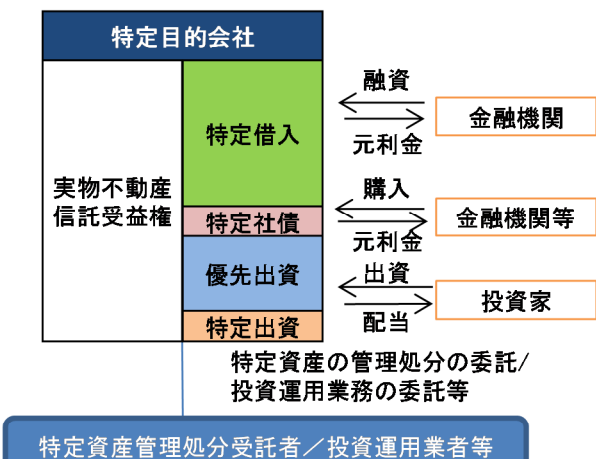 特定目的会社
実物不動産
信託受益権
特定借入
特定社債
優先出資
特定出資
融資
元利金
金融機関
購入
元利金
金融機関等
出資
配当
投資家
特定資産の管理処分の委託/
投資運用業務の委託等
特定資産管理処分受託者／投資運用業者等